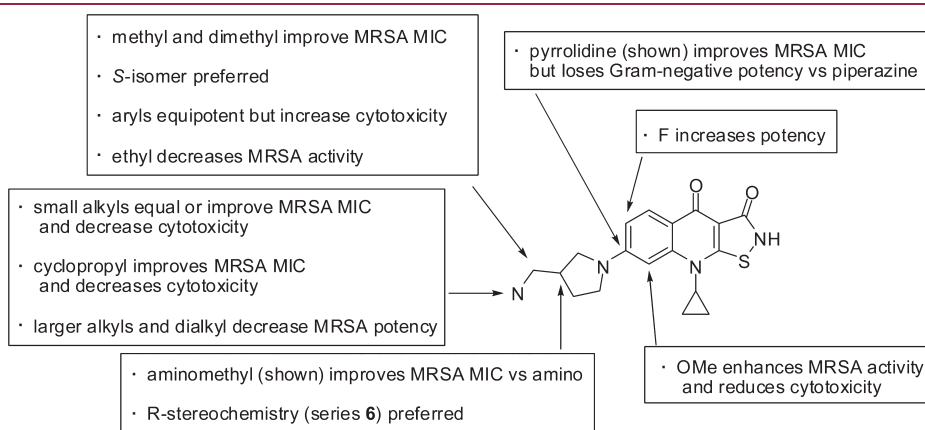 · methyl and dimethyl improve MRSA MIC
· S-isomer preferred
· aryls equipotent but increase cytotoxicity
· ethyl decreases MRSA activity
· pyrrolidine (shown) improves MRSA MIC
but loses Gram-negative potency vs piperazine
· F increases potency
· small alkyls equal or improve MRSA MIC
and decrease cytotoxicity
· cyclopropyl improves MRSA MIC
and decreases cytotoxicity
· larger alkyls and dialkyl decrease MRSA potency
O
O
NH
S
N
N
N
· aminomethyl (shown) improves MRSA MIC vs amino
· R-stereochemistry (series 6) preferred
· OMe enhances MRSA activity
and reduces cytotoxicity